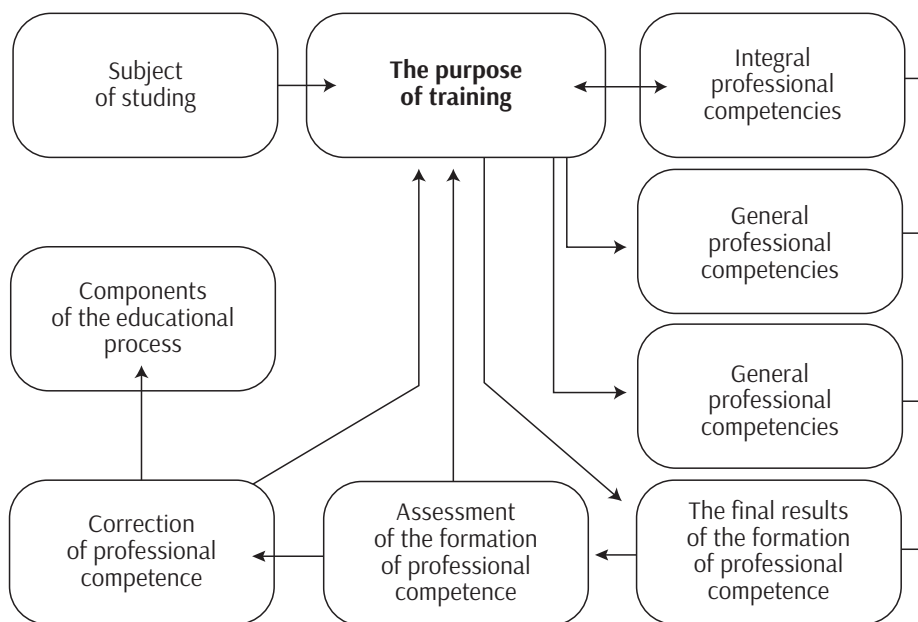 Subject
of studing
The purpose
of training
Integral
professional
competencies
General
professional
competencies
Components
of the educational
process
General
professional
competencies
Correction
of professional
competence
Assessment
of the formation
of professional
competence
The final results
of the formation
of professional
competence